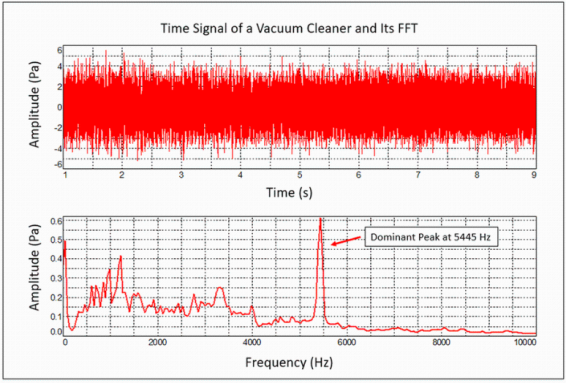 Time Signal of a Vacuum Cleaner and Its FFT
Amplitude (Pa)
6
4
2
0
-2
-4
-6
1 2 3 4 5 6 7 8 9
Time (s)
Amplitude (Pa)
0.6
0.5
0.4
0.3
0.2
0.1
0.0
Dominant Peak at 5445 Hz
0 2000 4000 6000 8000 10000
Frequency (Hz)